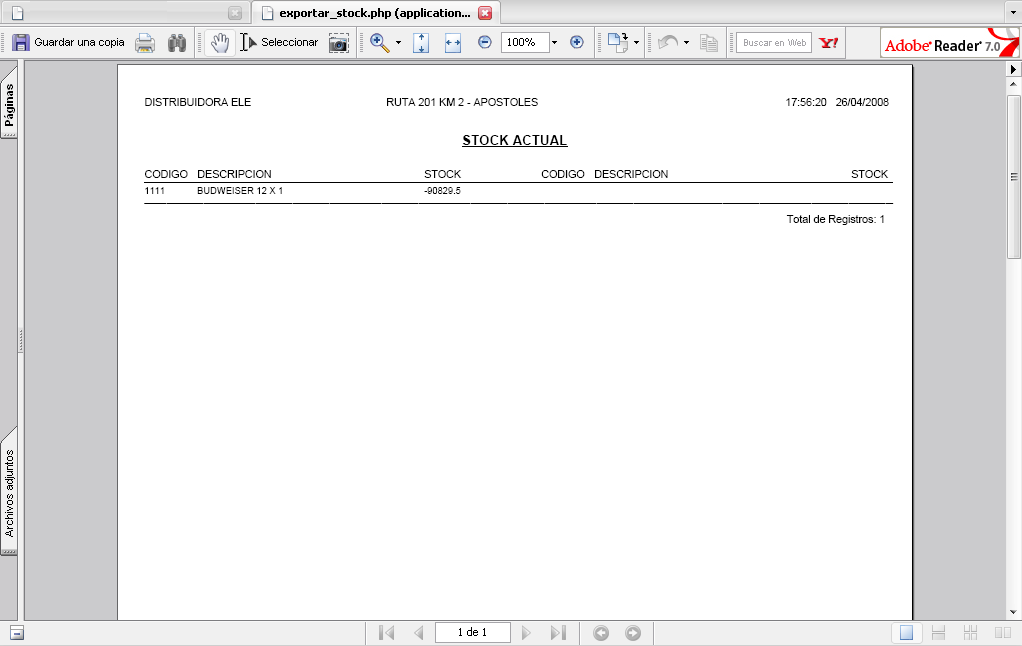 exportar_stock.php (application...
Guardar una copia
Seleccionar
100%
Buscar en Web
Y!
Adobe Reader 7.0
Páginas
Archivos adjuntos
DISTRIBUIDORA ELE RUTA 201 KM 2 - APOSTOLES 17:56:20 26/04/2008
STOCK ACTUAL
CODIGO DESCRIPCION STOCK CODIGO DESCRIPCION STOCK
1111 BUDWEISER 12 X 1 -90829.5
Total de Registros: 1
1 de 1